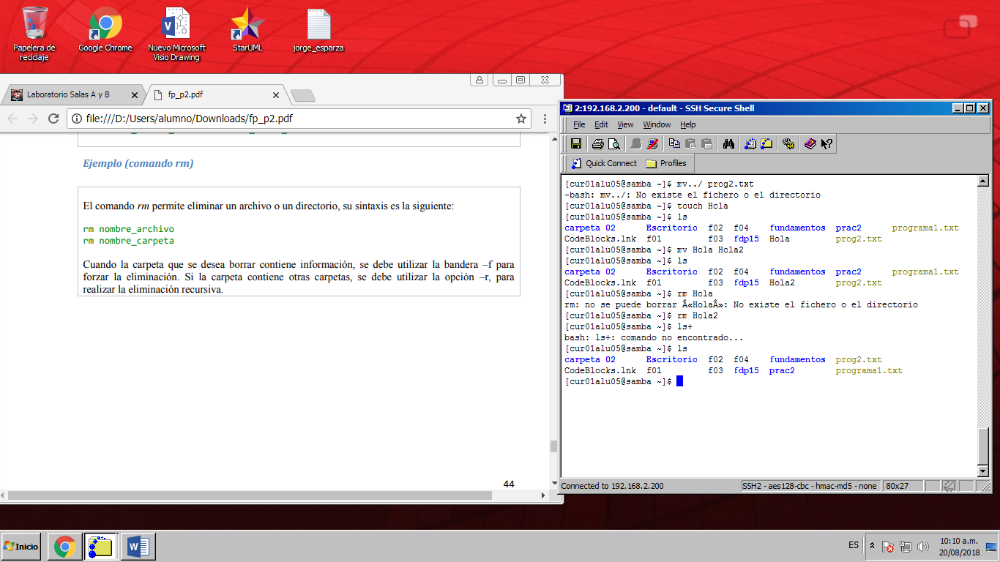 Papelera de
reciclaje
Google Chrome
Nuevo Microsoft
Visio Drawing
StarUML
jorge_esparza
Laboratorio Salas A y B
fp_p2.pdf
file:///D:/Users/alumno/Downloads/fp_p2.pdf
Ejemplo (comando rm)
El comando rm permite eliminar un archivo o un directorio, su sintaxis es la siguiente:
rm nombre_archivo
rm nombre_carpeta
Cuando la carpeta que se desea borrar contiene información, se debe utilizar la bandera –f para
forzar la eliminación. Si la carpeta contiene otras carpetas, se debe utilizar la opción –r, para
realizar la eliminación recursiva.
44
2:192.168.2.200 - default - SSH Secure Shell
File Edit View Window Help
Quick Connect Profiles
[cur01alu05@samba ~]$ mv../ prog2.txt
-bash: mv../: No existe el fichero o el directorio
[cur01alu05@samba ~]$ touch Hola
[cur01alu05@samba ~]$ ls
carpeta 02 Escritorio f02 f04 fundamentos prac2 programa1.txt
CodeBlocks.lnk f01 f03 fdp15 Hola prog2.txt
[cur01alu05@samba ~]$ mv Hola Hola2
[cur01alu05@samba ~]$ ls
carpeta 02 Escritorio f02 f04 fundamentos prac2 programa1.txt
CodeBlocks.lnk f01 f03 fdp15 Hola2 prog2.txt
[cur01alu05@samba ~]$ rm Hola
rm: no se puede borrar Â«HolaÂ»: No existe el fichero o el directorio
[cur01alu05@samba ~]$ rm Hola2
[cur01alu05@samba ~]$ ls+
bash: ls+: comando no encontrado...
[cur01alu05@samba ~]$ ls
carpeta 02 Escritorio f02 f04 fundamentos prog2.txt
CodeBlocks.lnk f01 f03 fdp15 prac2 programa1.txt
[cur01alu05@samba ~]$
Connected to 192.168.2.200 SSH2 - aes128-cbc - hmac-md5 - none 80x27
Inicio
ES
10:10 a.m.
20/08/2018